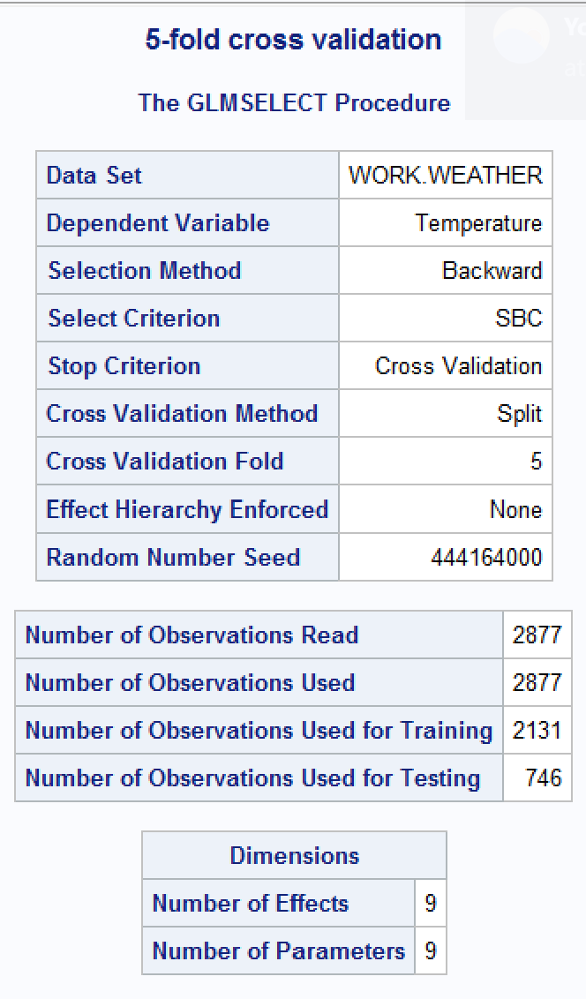 5-fold cross validation
The GLMSELECT Procedure
Data Set WORK.WEATHER
Dependent Variable Temperature
Selection Method Backward
Select Criterion SBC
Stop Criterion Cross Validation
Cross Validation Method Split
Cross Validation Fold 5
Effect Hierarchy Enforced None
Random Number Seed 444164000
Number of Observations Read 2877
Number of Observations Used 2877
Number of Observations Used for Training 2131
Number of Observations Used for Testing 746
Dimensions
Number of Effects 9
Number of Parameters 9